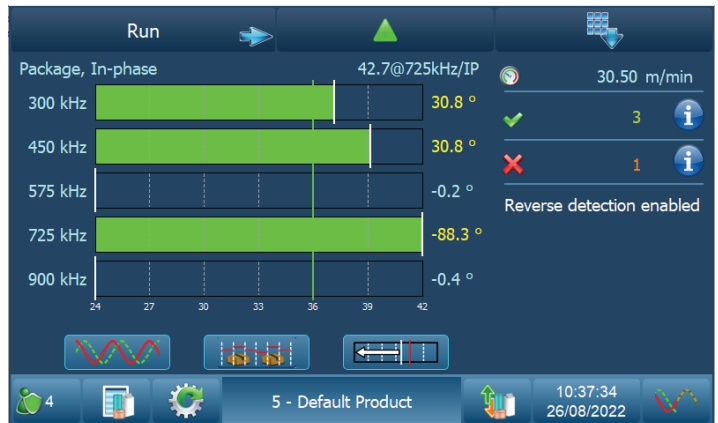 Run
Package, In-phase 42.7@725kHz/IP
300 kHz 30.8 °
450 kHz 30.8 °
575 kHz -0.2 °
725 kHz -88.3 °
900 kHz -0.4 °
24 27 30 33 36 39 42
30.50 m/min
3 i
1 i
Reverse detection enabled
4
5 - Default Product
10:37:34
26/08/2022